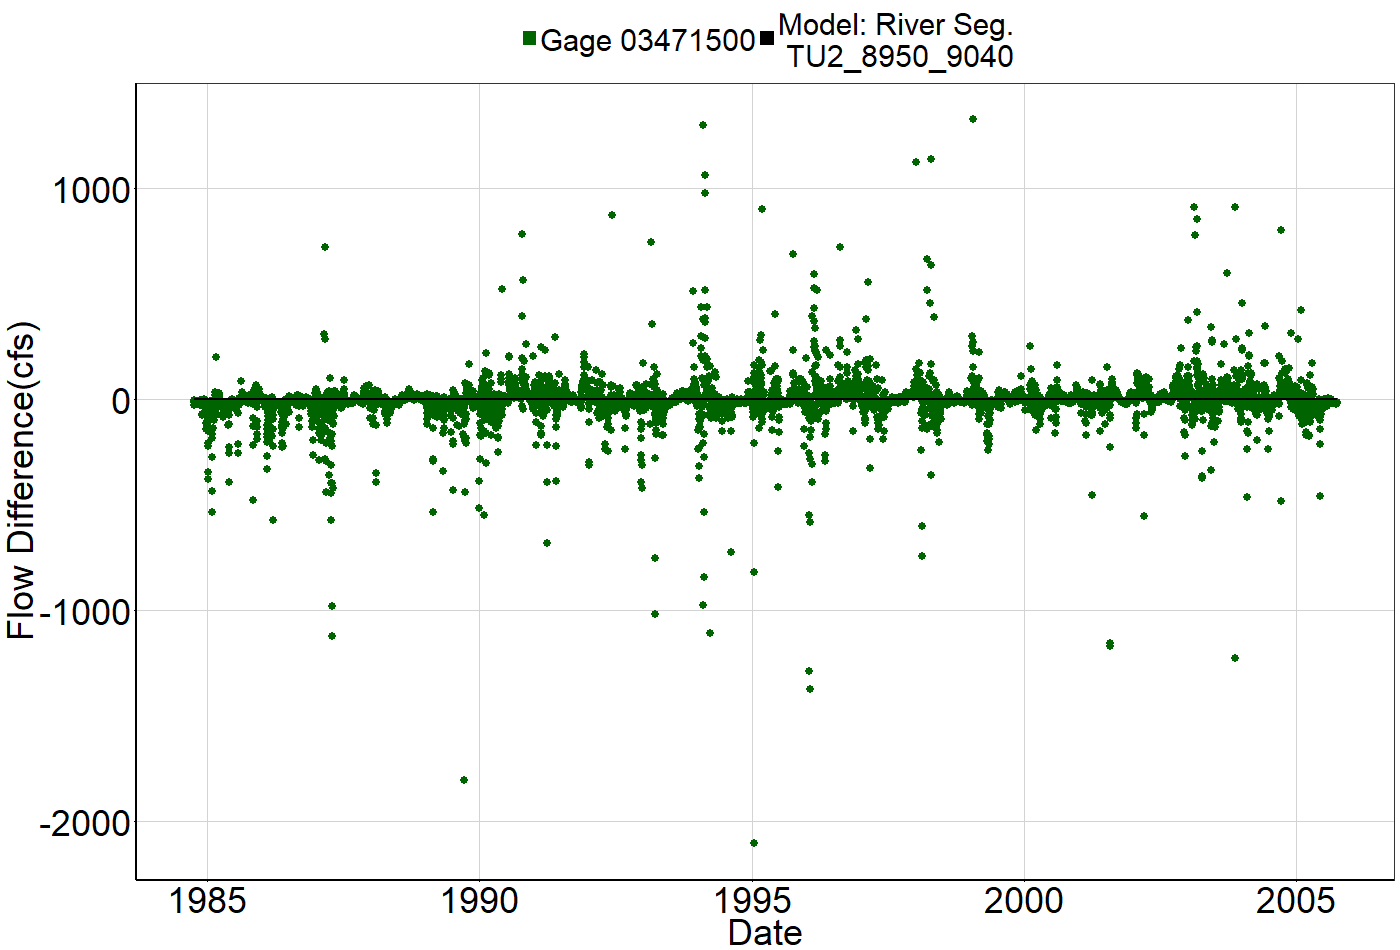 Gage 03471500
Model: River Seg.
TU2_8950_9040
Flow Difference(cfs)
1000
0
-1000
-2000
1985
1990
1995
2000
2005
Date